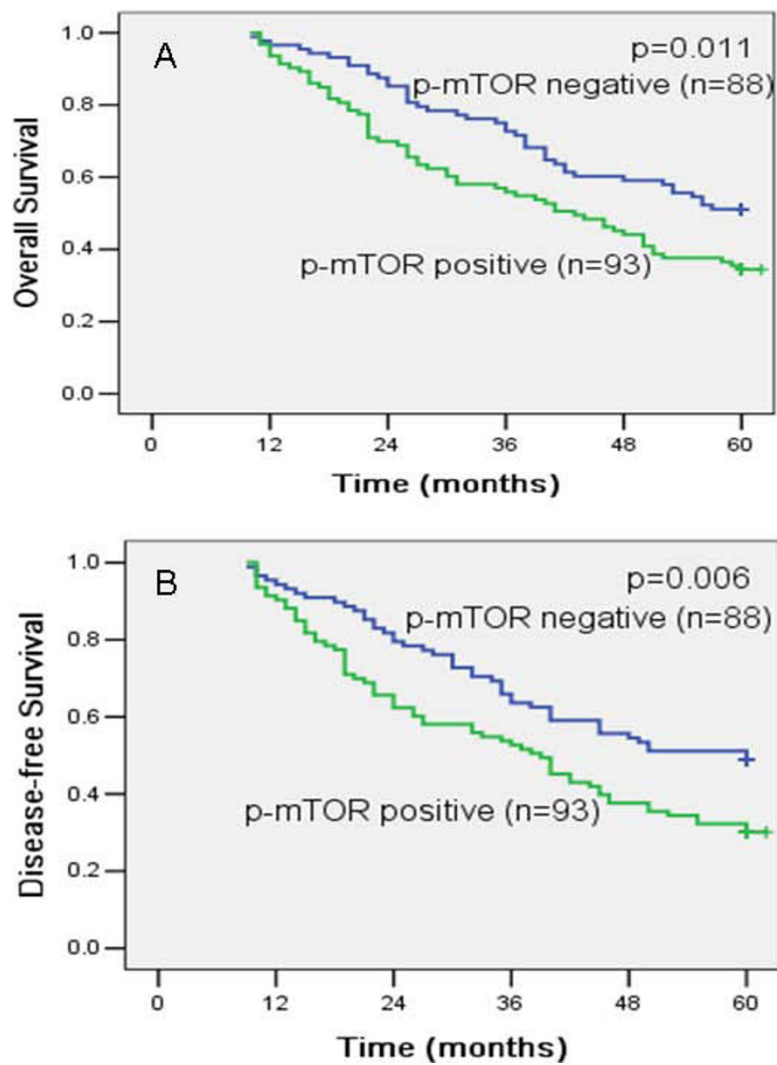 A
p=0.011
p-mTOR negative (n=88)
p-mTOR positive (n=93)
Overall Survival
1.0
0.8
0.6
0.4
0.2
0.0
0 12 24 36 48 60
Time (months)
B
p=0.006
p-mTOR negative (n=88)
p-mTOR positive (n=93)
Disease-free Survival
1.0
0.8
0.6
0.4
0.2
0.0
0 12 24 36 48 60
Time (months)